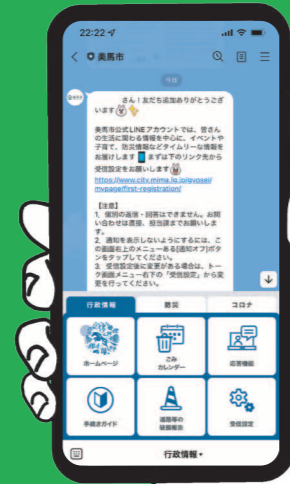 22:22
美馬市
今日
さん！友だち追加ありがとうござ
います
美馬市公式LINEアカウントでは、皆さん
の生活に関わる情報を中心に、イベントや
子育て、防災情報などタイムリーな情報を
お届けします まずは下のリンク先から
受信設定をお願いします
https://www.city.mima.lg.jp/gyosei/
mypage/first-registration/
【注意】
1、個別の返信・回答はできません。お問
い合わせは直接、担当課までお願いしま
す。
2、通知を表示しないようにするには、こ
の画面右上のメニューある[通知オフ]ボタ
ンをタップしてください。
3、受信設定後に変更がある場合は、トー
ク画面メニュー右下の「受信設定」から変
更を行ってください。
行政情報 防災 コロナ
ホームページ
ごみ
カレンダー
応答機能
手続きガイド
道路等の
破損報告
受信設定
行政情報▾